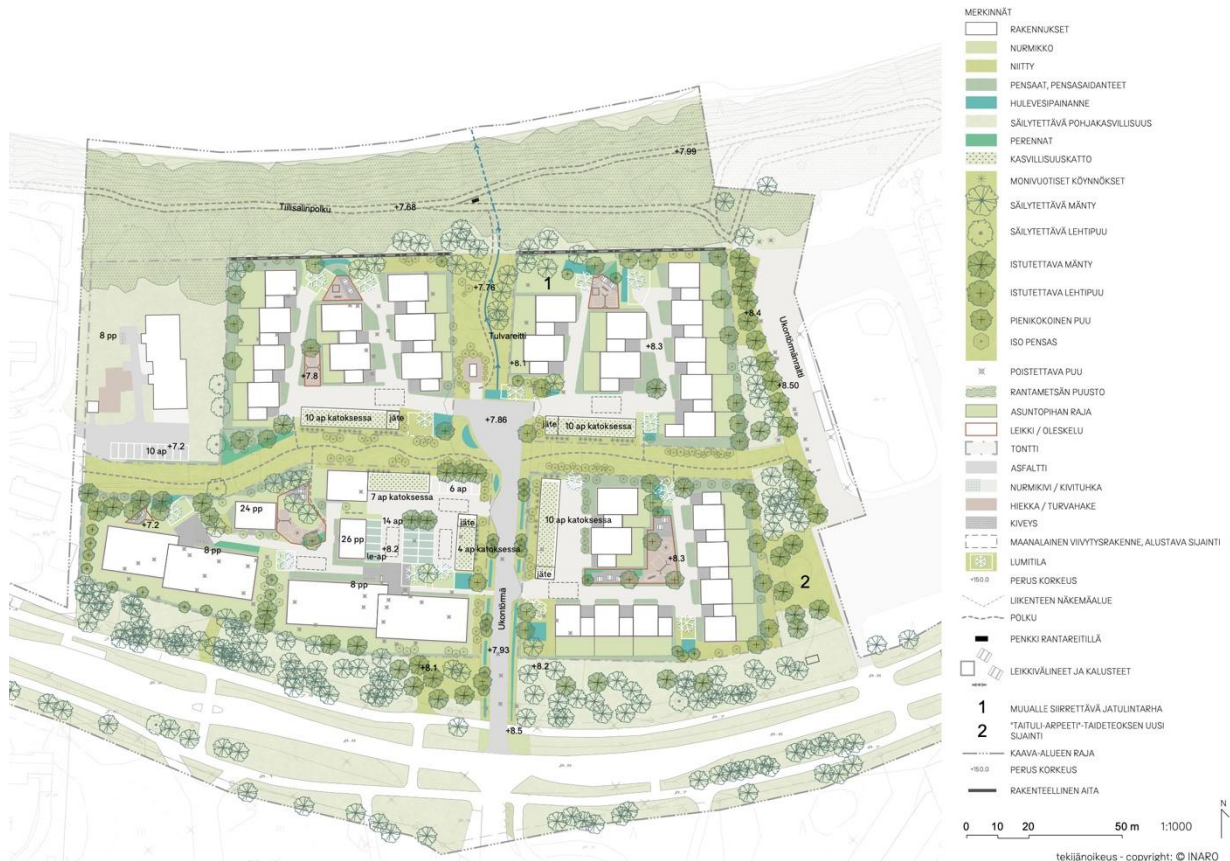 MERKINNÄT
RAKENNUKSET
NURMIKKO
NIITTY
PENSAAT, PENSASAIDANTEET
HULEVESIPAINANNE
SÄILYTETTÄVÄ POHJAKASVILLISUUS
PERENNAT
KASVILLISUUSKATTO
MONIVUOTISET KÖYNNÖKSET
SÄILYTETTÄVÄ MÄNTY
SÄILYTETTÄVÄ LEHTIPUU
ISTUTETTAVA MÄNTY
ISTUTETTAVA LEHTIPUU
PIENIKOKOINEN PUU
ISO PENSAS
POISTETTAVA PUU
RANTAMETSÄN PUUSTO
ASUNTOPIHAN RAJA
LEIKKI / OLESKELU
TONTTI
ASFALTTI
NURMIKIVI / KIVITUHKA
HIEKKA / TURVAHAKE
KIVEYS
MAANALAINEN VIIVYTYSRAKENNE, ALUSTAVA SIJAINTI
LUMITILA
+150.0 PERUS KORKEUS
LIIKENTEEN NÄKEMÄALUE
POLKU
PENKKI RANTAREITILLÄ
LEIKKIVÄLINEET JA KALUSTEET
1 MUUALLE SIIRRETTÄVÄ JATULINTARHA
2 "TAITULI-ARPEETI"-TAIDETEOKSEN UUSI
SIJAINTI
KAAVA-ALUEEN RAJA
+150.0 PERUS KORKEUS
RAKENTEELLINEN AITA
0 10 20 50 m 1:1000
N
tekijänoikeus - copyright: © INARO
+7.99
Tiilisalinpolku +7.68
1
+7.76
Tulvareitti
+8.1
+8.4
Ukontörmänraitti
+8.3
+8.50
8 pp
+7.8
10 ap katoksessa
jäte
+7.86
jäte
10 ap katoksessa
10 ap
+7.2
7 ap katoksessa
6 ap
+7.2
24 pp
14 ap
26 pp
+8.2
le-ap
jäte
4 ap katoksessa
10 ap katoksessa
jäte
8 pp
8 pp
+8.3
2
Ukontörmä
+7.93
+8.1
+8.2
+8.5